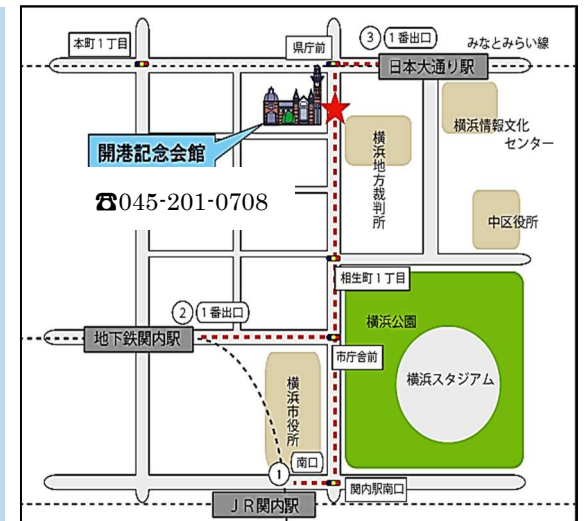 ③ 1番出口
みなとみらい線
本町1丁目
県庁前
日本大通り駅
横浜情報文化
センター
開港記念会館
横浜地方裁判所
☎045-201-0708
中区役所
相生町1丁目
② 1番出口
横浜公園
地下鉄関内駅
市庁舎前
横浜スタジアム
横浜市役所
南口
①
関内駅南口
JR関内駅